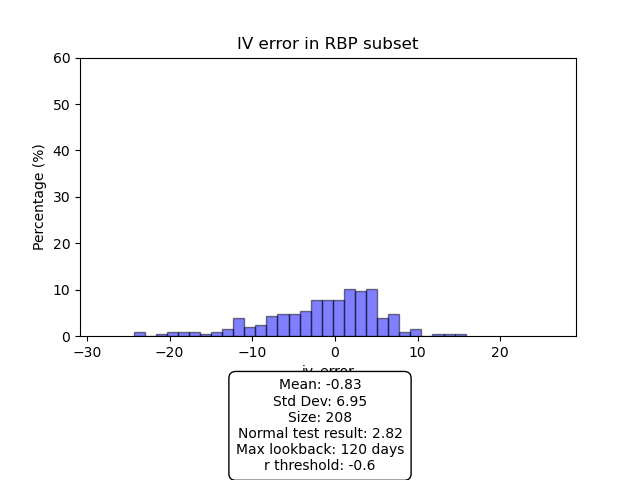 IV error in RBP subset
60
50
40
30
20
10
0
Percentage (%)
−30 −20 −10 0 10 20
iv_error
Mean: -0.83
Std Dev: 6.95
Size: 208
Normal test result: 2.82
Max lookback: 120 days
r threshold: -0.6